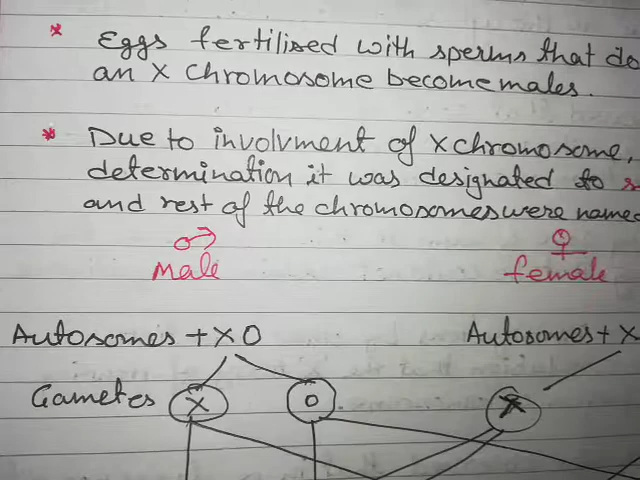 * Eggs fertilised with sperms that do
an X chromosome become males.
* Due to involvment of X chromosome,
determination it was designated to
and rest of the chromosomes were named
♂ ♀
Male female
Autosomes + XO Autosomes + X
Gametes X O X